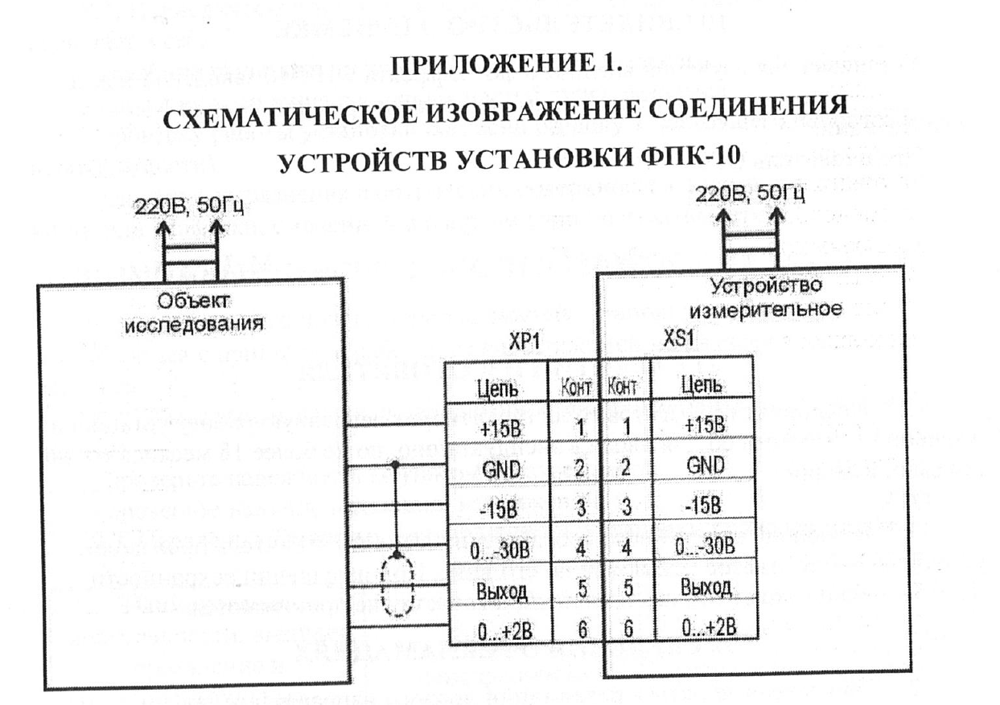 ПРИЛОЖЕНИЕ 1.
СХЕМАТИЧЕСКОЕ ИЗОБРАЖЕНИЕ СОЕДИНЕНИЯ
УСТРОЙСТВ УСТАНОВКИ ФПК-10
220В, 50Гц
220В, 50Гц
Объект
исследования
Устройство
измерительное
XP1 XS1
Цепь Конт Конт Цепь
+15В 1 1 +15В
GND 2 2 GND
-15В 3 3 -15В
0...-30В 4 4 0...-30В
Выход 5 5 Выход
0...+2В 6 6 0...+2В